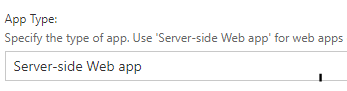 App Type:
Specify the type of app. Use 'Server-side Web app' for web apps
Server-side Web app